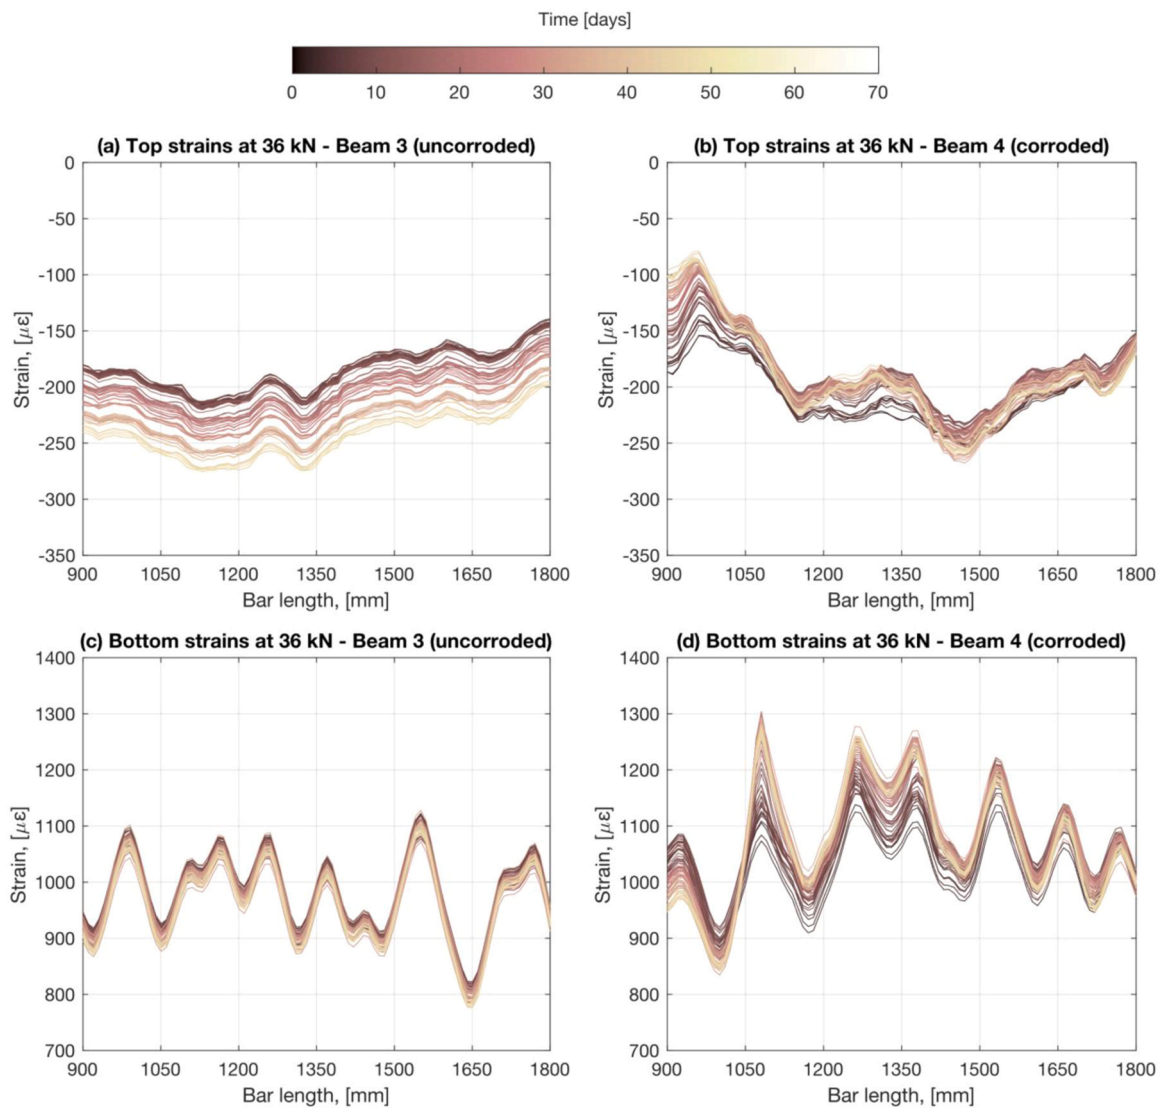 Time [days]
0 10 20 30 40 50 60 70
(a) Top strains at 36 kN - Beam 3 (uncorroded)
0
-50
-100
-150
-200
-250
-300
-350
Strain, [με]
900 1050 1200 1350 1500 1650 1800
Bar length, [mm]
(b) Top strains at 36 kN - Beam 4 (corroded)
0
-50
-100
-150
-200
-250
-300
-350
Strain, [με]
900 1050 1200 1350 1500 1650 1800
Bar length, [mm]
(c) Bottom strains at 36 kN - Beam 3 (uncorroded)
1400
1300
1200
1100
1000
900
800
700
Strain, [με]
900 1050 1200 1350 1500 1650 1800
Bar length, [mm]
(d) Bottom strains at 36 kN - Beam 4 (corroded)
1400
1300
1200
1100
1000
900
800
700
Strain, [με]
900 1050 1200 1350 1500 1650 1800
Bar length, [mm]